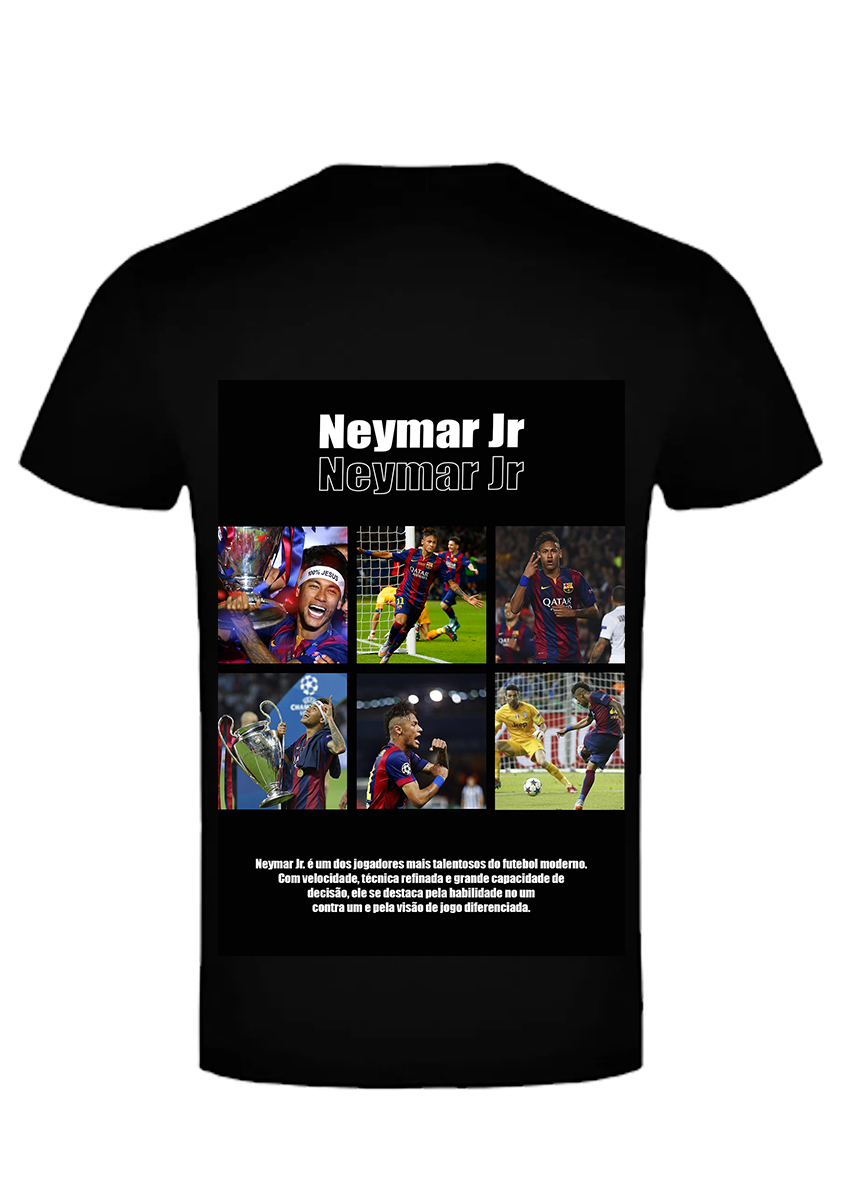 Neymar Jr
Neymar Jr
100% JESUS
QATAR
11
QATAR
CHAMP
Neymar Jr. é um dos jogadores mais talentosos do futebol moderno.
Com velocidade, técnica refinada e grande capacidade de
decisão, ele se destaca pela habilidade no um
contra um e pela visão de jogo diferenciada.